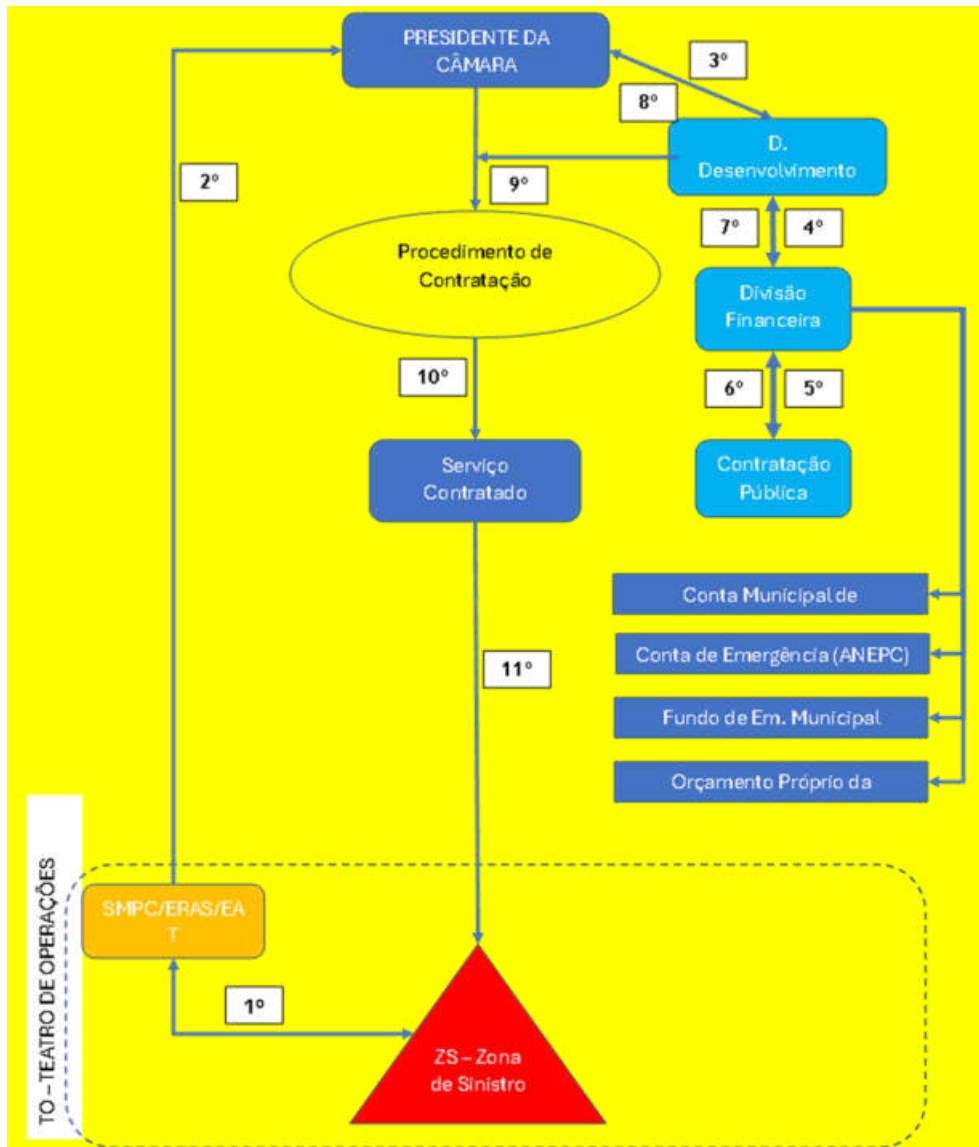 PRESIDENTE DA
CÂMARA
3º
8º
D.
Desenvolvimento
2º
9º
7º
4º
Procedimento de
Contratação
Divisão
Financeira
10º
6º
5º
Serviço
Contratado
Contratação
Pública
Conta Municipal de
11º
Conta de Emergência (ANEPC)
Fundo de Em. Municipal
Orçamento Próprio da
TO – TEATRO DE OPERAÇÕES
SMPC/ERAS/EA
T
1º
ZS – Zona
de Sinistro